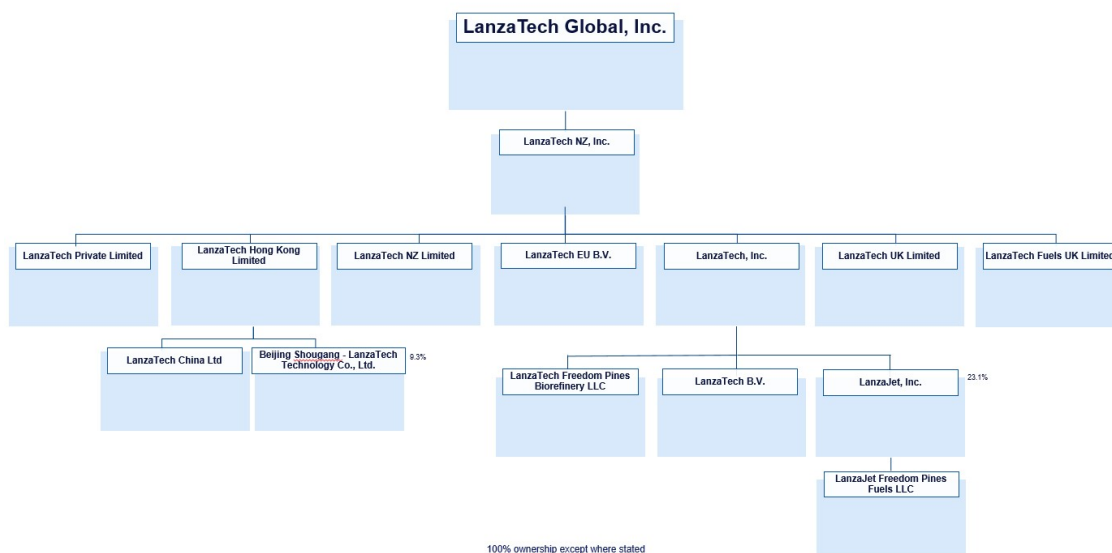 LanzaTech Global, Inc.
LanzaTech NZ, Inc.
LanzaTech Private Limited
LanzaTech Hong Kong
Limited
LanzaTech NZ Limited
LanzaTech EU B.V.
LanzaTech, Inc.
LanzaTech UK Limited
LanzaTech Fuels UK Limited
LanzaTech China Ltd
Beijing Shougang - LanzaTech
Technology Co., Ltd.
9.3%
LanzaTech Freedom Pines
Biorefinery LLC
LanzaTech B.V.
LanzaJet, Inc.
23.1%
LanzaJet Freedom Pines
Fuels LLC
100% ownership except where stated